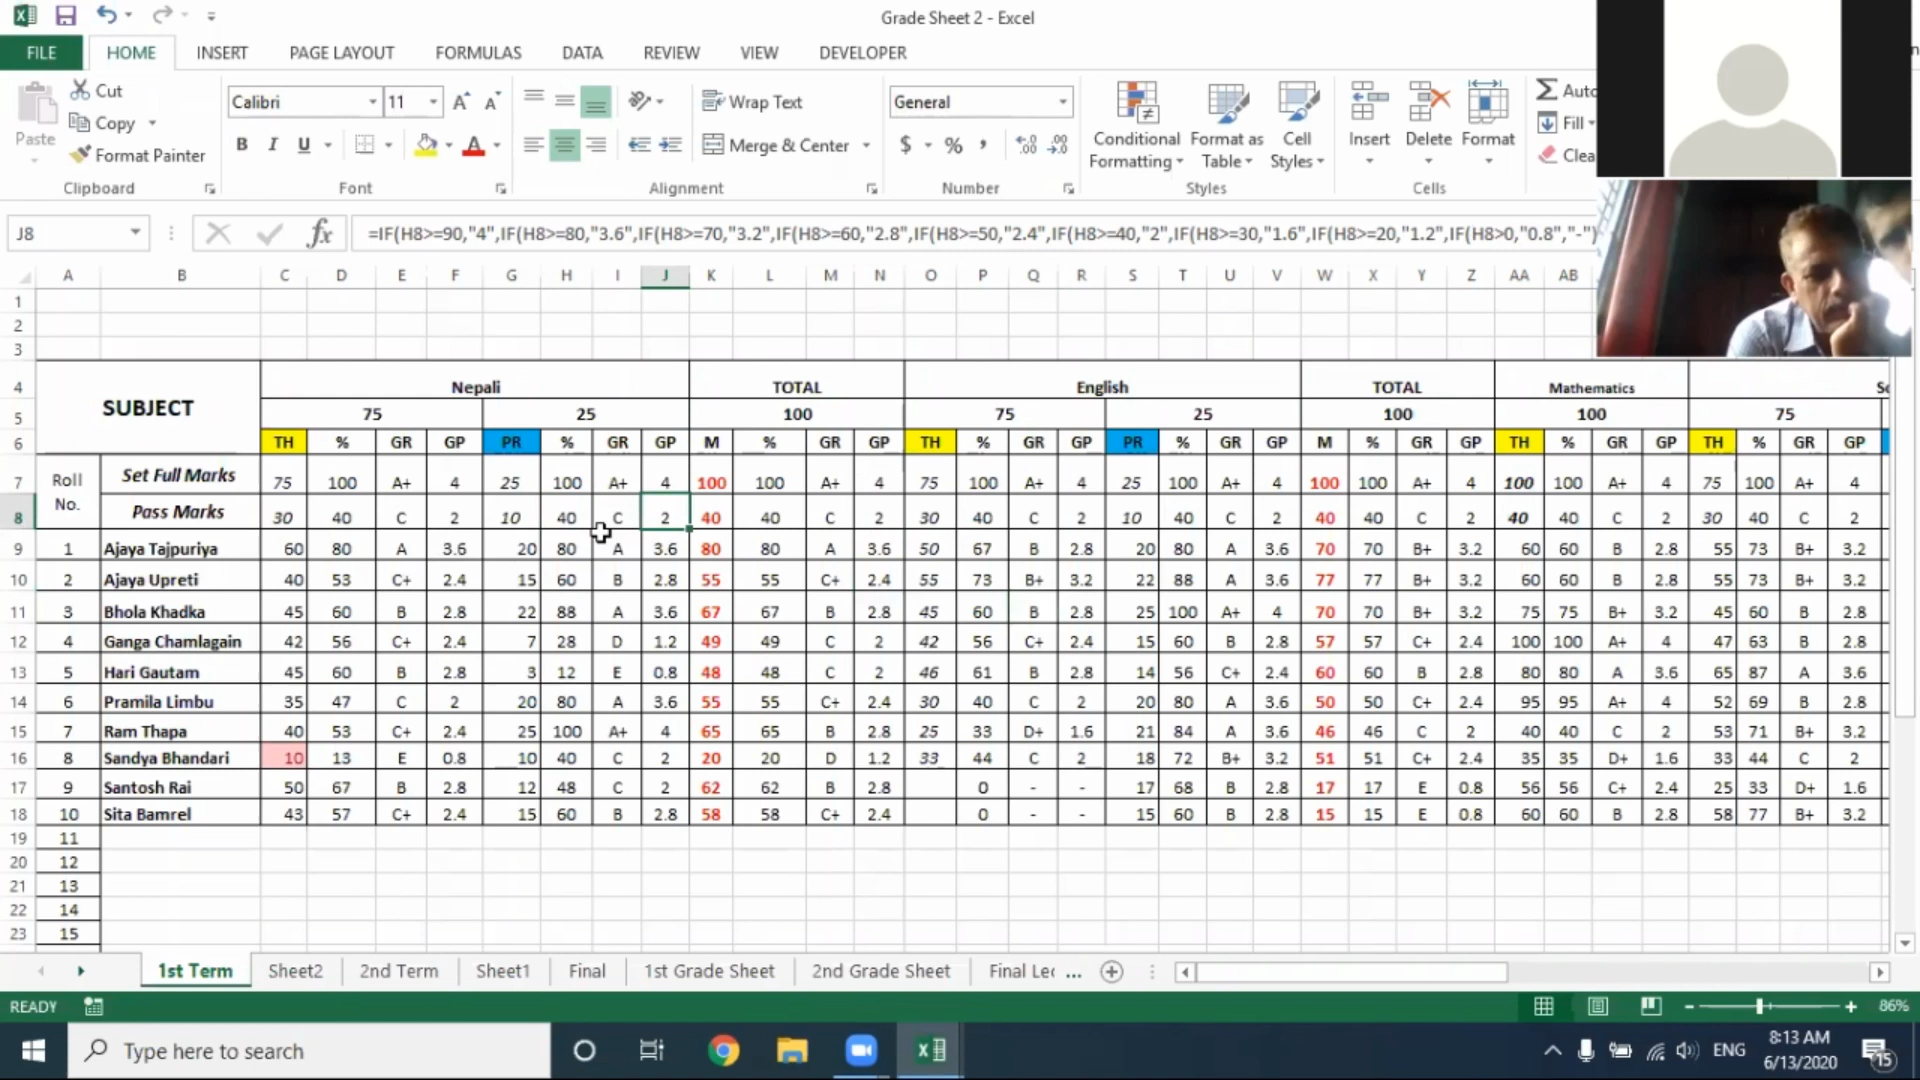 Grade Sheet 2 - Excel
FILE HOME INSERT PAGE LAYOUT FORMULAS DATA REVIEW VIEW DEVELOPER
Paste Cut Copy Format Painter
Calibri 11 B I U
Wrap Text Merge & Center
General $ % ,
Conditional Formatting Format as Table Cell Styles
Insert Delete Format
Σ Auto Fill Clea
Clipboard Font Alignment Number Styles Cells
J8 fx =IF(H8>=90,"4",IF(H8>=80,"3.6",IF(H8>=70,"3.2",IF(H8>=60,"2.8",IF(H8>=50,"2.4",IF(H8>=40,"2",IF(H8>=30,"1.6",IF(H8>=20,"1.2",IF(H8>0,"0.8","-")
A B C D E F G H I J K L M N O P Q R S T U V W X Y Z AA AB
1
2
3
4 SUBJECT Nepali TOTAL English TOTAL Mathematics
5 75 25 100 75 25 100 100 75
6 TH % GR GP PR % GR GP M % GR GP TH % GR GP PR % GR GP M % GR GP TH % GR GP TH % GR GP
7 Roll No. Set Full Marks 75 100 A+ 4 25 100 A+ 4 100 100 A+ 4 75 100 A+ 4 25 100 A+ 4 100 100 A+ 4 100 100 A+ 4 75 100 A+ 4
8 Pass Marks 30 40 C 2 10 40 C 2 40 40 C 2 30 40 C 2 10 40 C 2 40 40 C 2 40 40 C 2 30 40 C 2
9 1 Ajaya Tajpuriya 60 80 A 3.6 20 80 A 3.6 80 80 A 3.6 50 67 B 2.8 20 80 A 3.6 70 70 B+ 3.2 60 60 B 2.8 55 73 B+ 3.2
10 2 Ajaya Upreti 40 53 C+ 2.4 15 60 B 2.8 55 55 C+ 2.4 55 73 B+ 3.2 22 88 A 3.6 77 77 B+ 3.2 60 60 B 2.8 55 73 B+ 3.2
11 3 Bhola Khadka 45 60 B 2.8 22 88 A 3.6 67 67 B 2.8 45 60 B 2.8 25 100 A+ 4 70 70 B+ 3.2 75 75 B+ 3.2 45 60 B 2.8
12 4 Ganga Chamlagain 42 56 C+ 2.4 7 28 D 1.2 49 49 C 2 42 56 C+ 2.4 15 60 B 2.8 57 57 C+ 2.4 100 100 A+ 4 47 63 B 2.8
13 5 Hari Gautam 45 60 B 2.8 3 12 E 0.8 48 48 C 2 46 61 B 2.8 14 56 C+ 2.4 60 60 B 2.8 80 80 A 3.6 65 87 A 3.6
14 6 Pramila Limbu 35 47 C 2 20 80 A 3.6 55 55 C+ 2.4 30 40 C 2 20 80 A 3.6 50 50 C+ 2.4 95 95 A+ 4 52 69 B 2.8
15 7 Ram Thapa 40 53 C+ 2.4 25 100 A+ 4 65 65 B 2.8 25 33 D+ 1.6 21 84 A 3.6 46 46 C 2 40 40 C 2 53 71 B+ 3.2
16 8 Sandya Bhandari 10 13 E 0.8 10 40 C 2 20 20 D 1.2 33 44 C 2 18 72 B+ 3.2 51 51 C+ 2.4 35 35 D+ 1.6 33 44 C 2
17 9 Santosh Rai 50 67 B 2.8 12 48 C 2 62 62 B 2.8 0 - - 17 68 B 2.8 17 17 E 0.8 56 56 C+ 2.4 25 33 D+ 1.6
18 10 Sita Bamrel 43 57 C+ 2.4 15 60 B 2.8 58 58 C+ 2.4 0 - - 15 60 B 2.8 15 15 E 0.8 60 60 B 2.8 58 77 B+ 3.2
19 11
20 12
21 13
22 14
23 15
1st Term Sheet2 2nd Term Sheet1 Final 1st Grade Sheet 2nd Grade Sheet Final Lec ...
READY 86%
Type here to search ENG 8:13 AM
6/13/2020 15